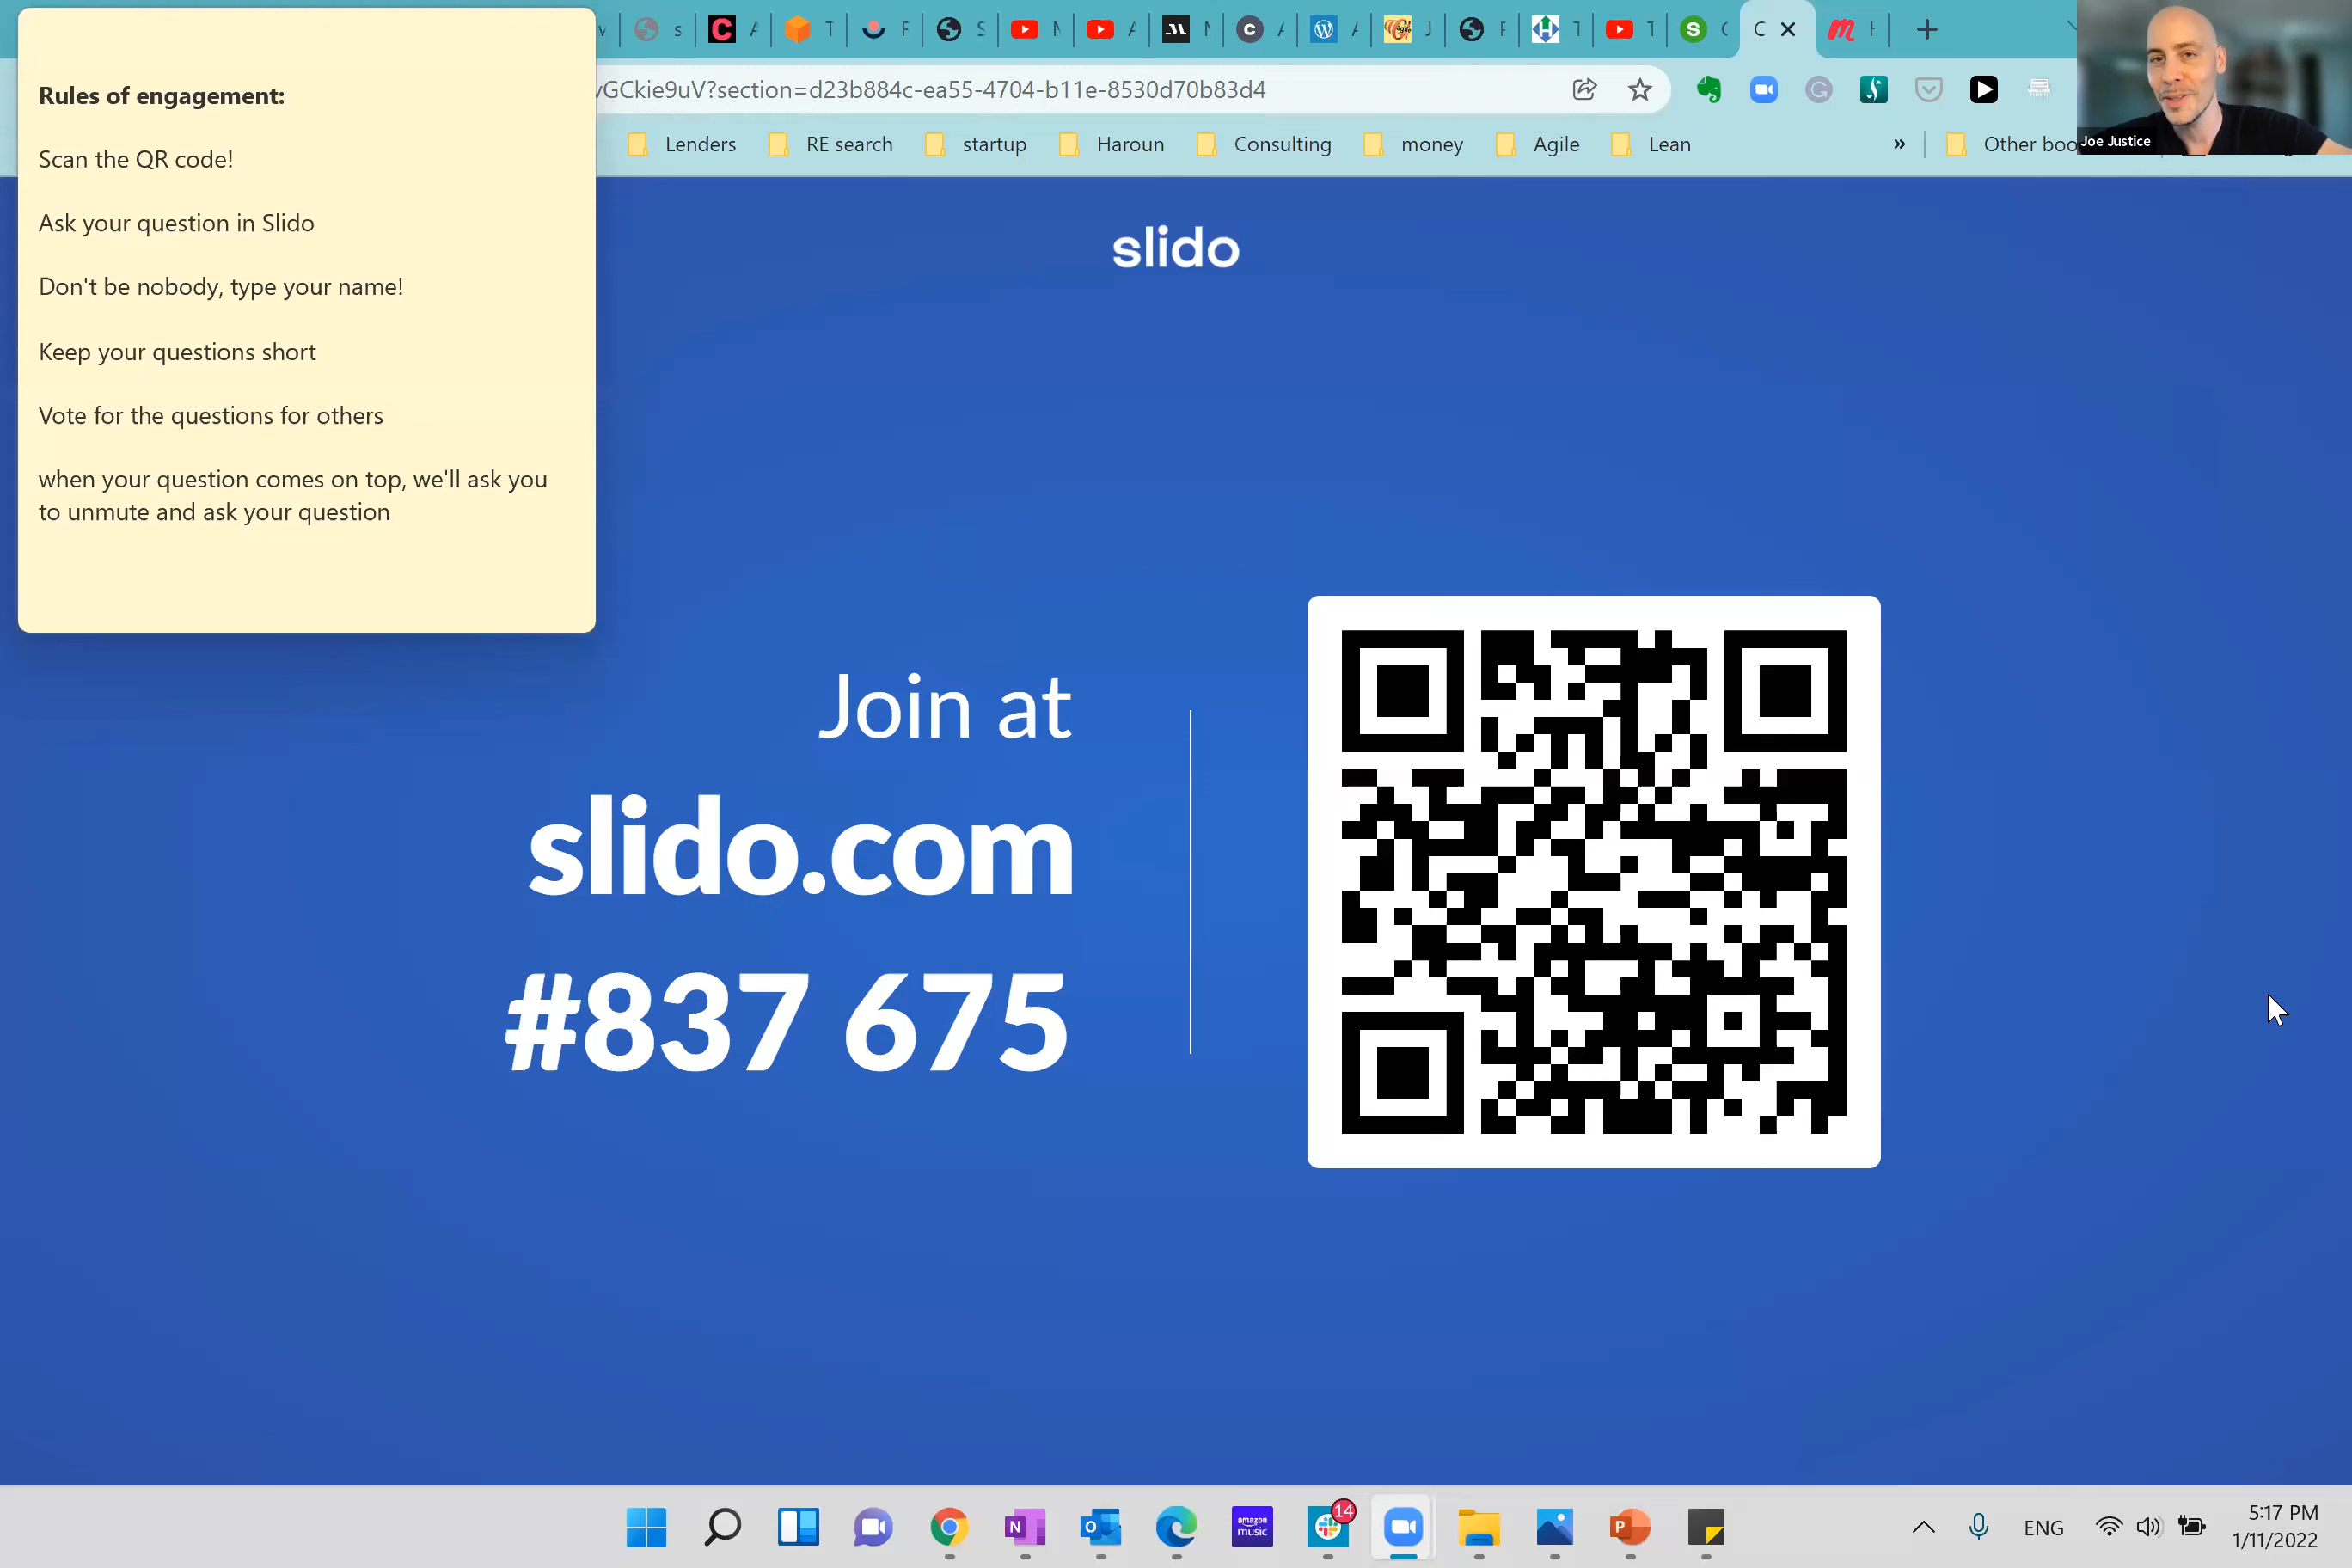 Rules of engagement:
Scan the QR code!
Ask your question in Slido
Don't be nobody, type your name!
Keep your questions short
Vote for the questions for others
when your question comes on top, we'll ask you
to unmute and ask your question
GCkie9uV?section=d23b884c-ea55-4704-b11e-8530d70b83d4
Lenders RE search startup Haroun Consulting money Agile Lean » Other boo
Joe Justice
slido
Join at
slido.com
#837 675
amazon
music
14
ENG
5:17 PM
1/11/2022